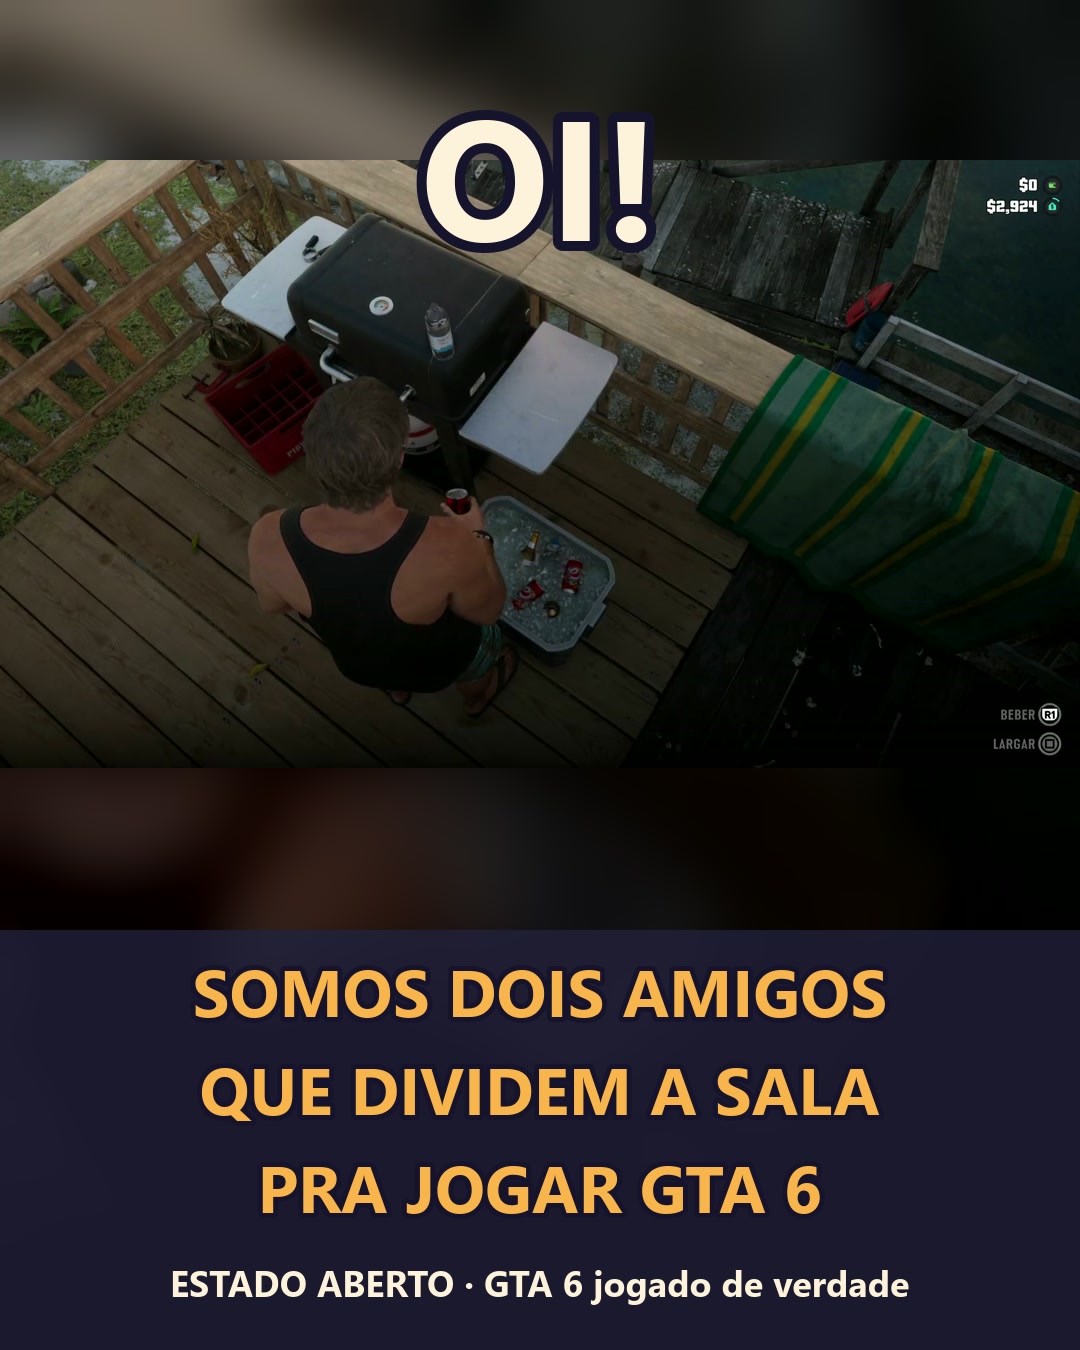 OI!
$0
$2,924
BEBER R1
LARGAR
SOMOS DOIS AMIGOS
QUE DIVIDEM A SALA
PRA JOGAR GTA 6
ESTADO ABERTO · GTA 6 jogado de verdade